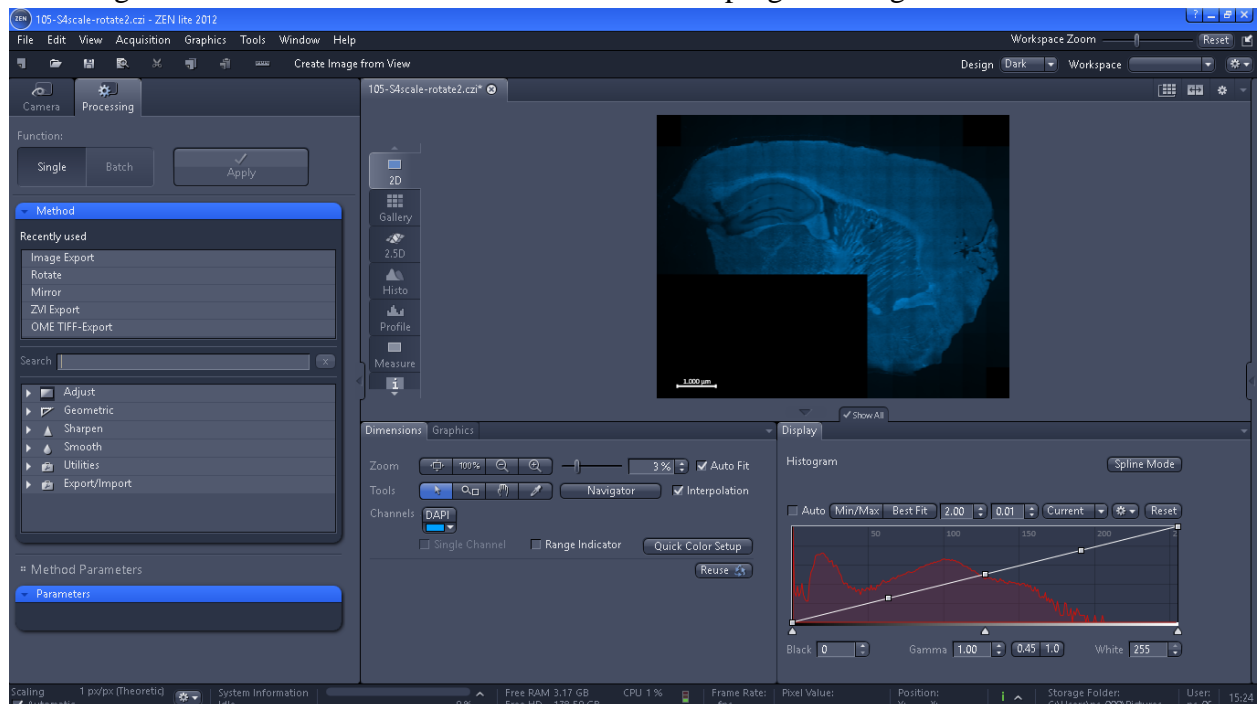 ZEN 105-S4scale-rotate2.czi - ZEN lite 2012
File Edit View Acquisition Graphics Tools Window Help
Workspace Zoom Reset
Create Image from View
Design Dark Workspace
Camera Processing
105-S4scale-rotate2.czi*
Function:
Single Batch Apply
Method
Recently used
Image Export
Rotate
Mirror
ZVI Export
OME TIFF-Export
Search
Adjust
Geometric
Sharpen
Smooth
Utilities
Export/Import
Method Parameters
Parameters
2D
Gallery
2.5D
Histo
Profile
Measure
i
1.000 µm
Show All
Dimensions Graphics
Zoom 100% 3% Auto Fit
Tools Navigator Interpolation
Channels DAPI
Single Channel Range Indicator Quick Color Setup
Reuse
Display
Histogram
Spline Mode
Auto Min/Max Best Fit 2.00 0.01 Current Reset
50 100 150 200 2
Black 0 Gamma 1.00 0.45 1.0 White 255
Scaling 1 px/px (Theoretic) System Information Free RAM 3.17 GB CPU 1% Frame Rate: Pixel Value: Position: Storage Folder: User: 15:24